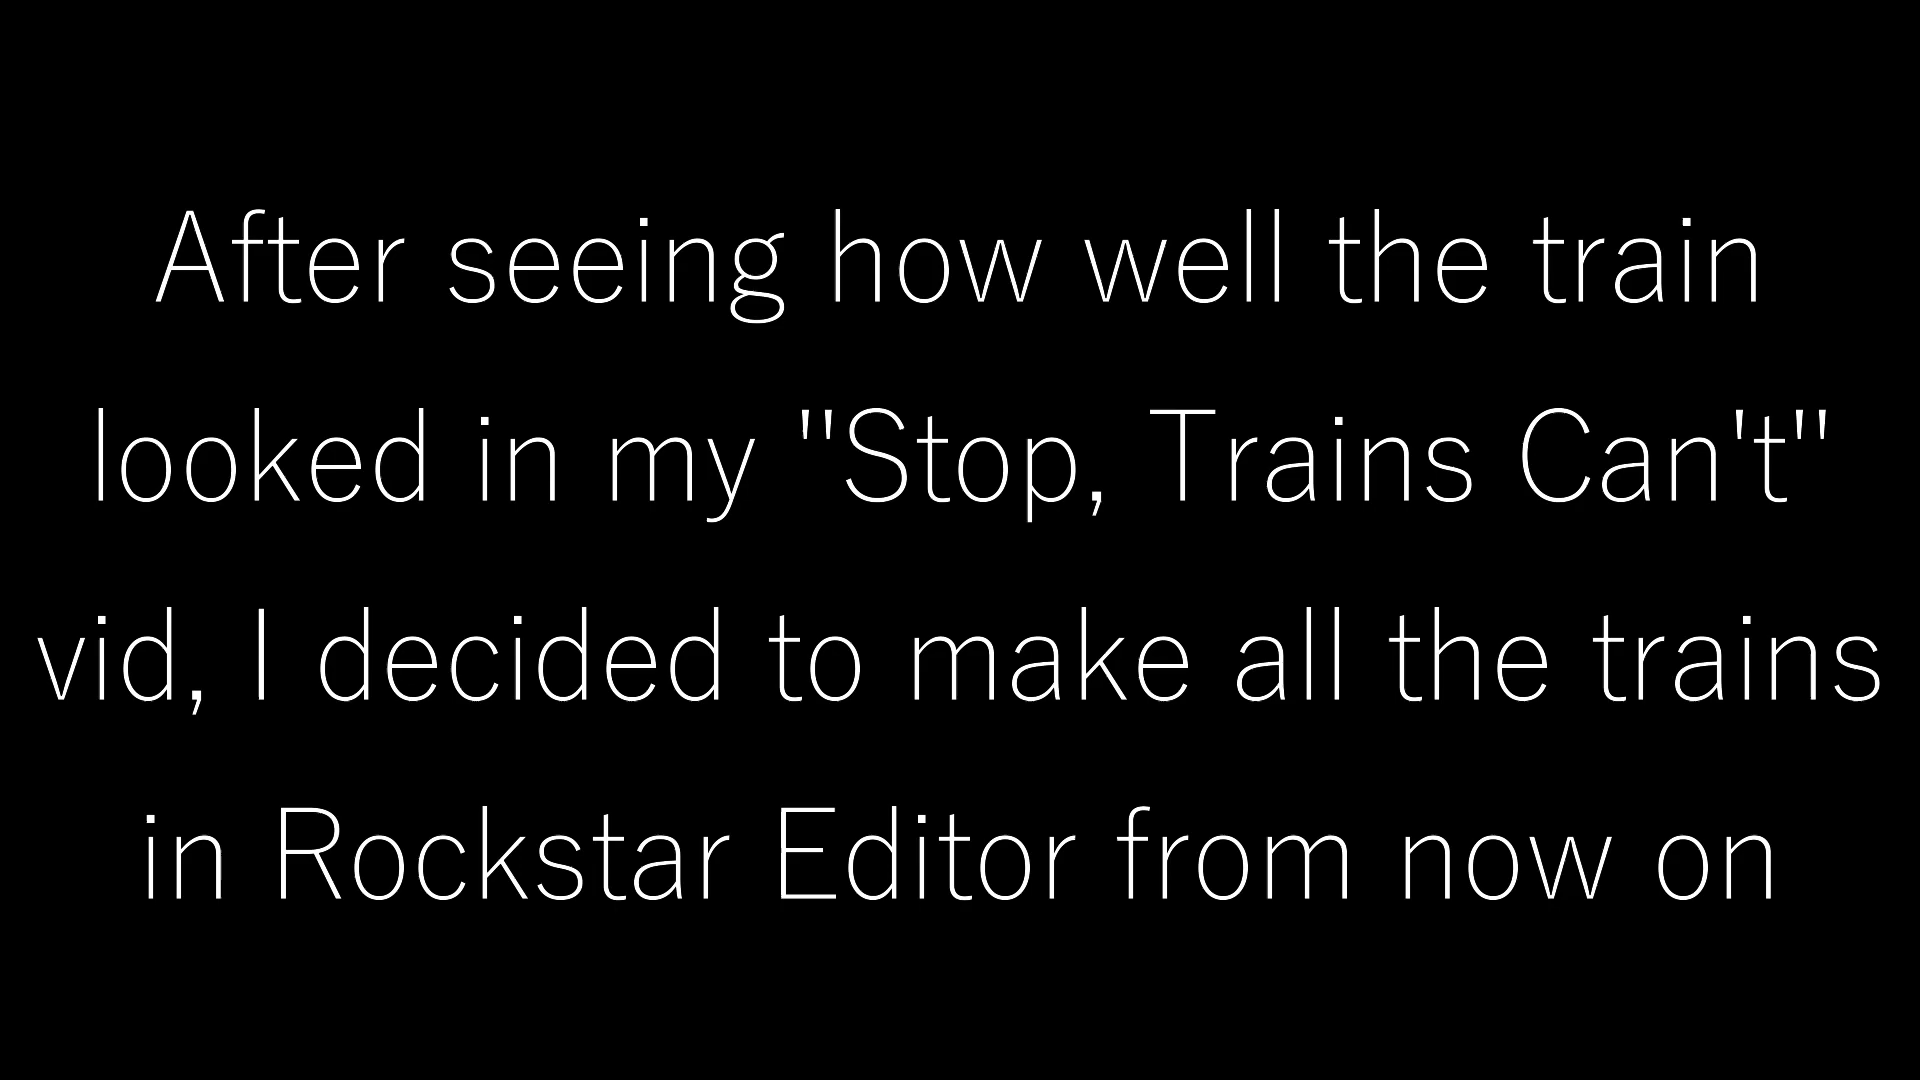 After seeing how well the train
looked in my "Stop, Trains Can't"
vid, I decided to make all the trains
in Rockstar Editor from now on